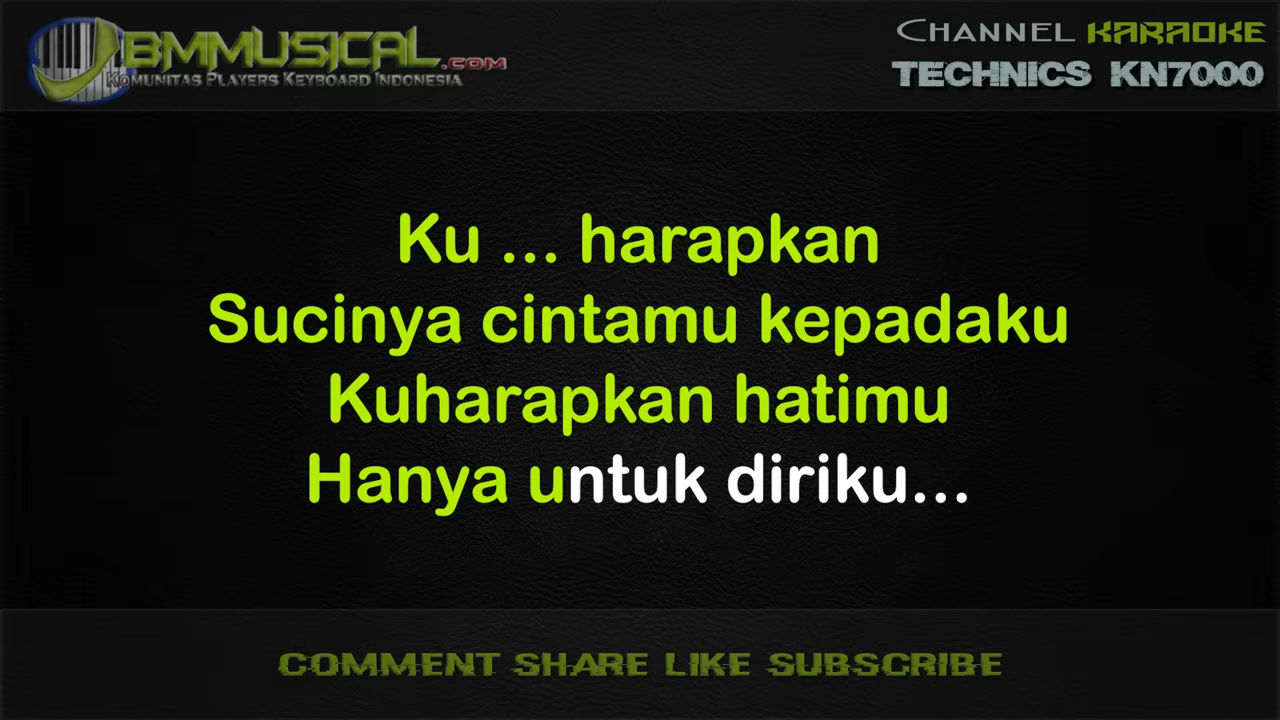 BMMUSICAL.COM
KOMUNITAS PLAYERS KEYBOARD INDONESIA
CHANNEL KARAOKE
TECHNICS KN7000
Ku ... harapkan
Sucinya cintamu kepadaku
Kuharapkan hatimu
Hanya untuk diriku...
COMMENT SHARE LIKE SUBSCRIBE